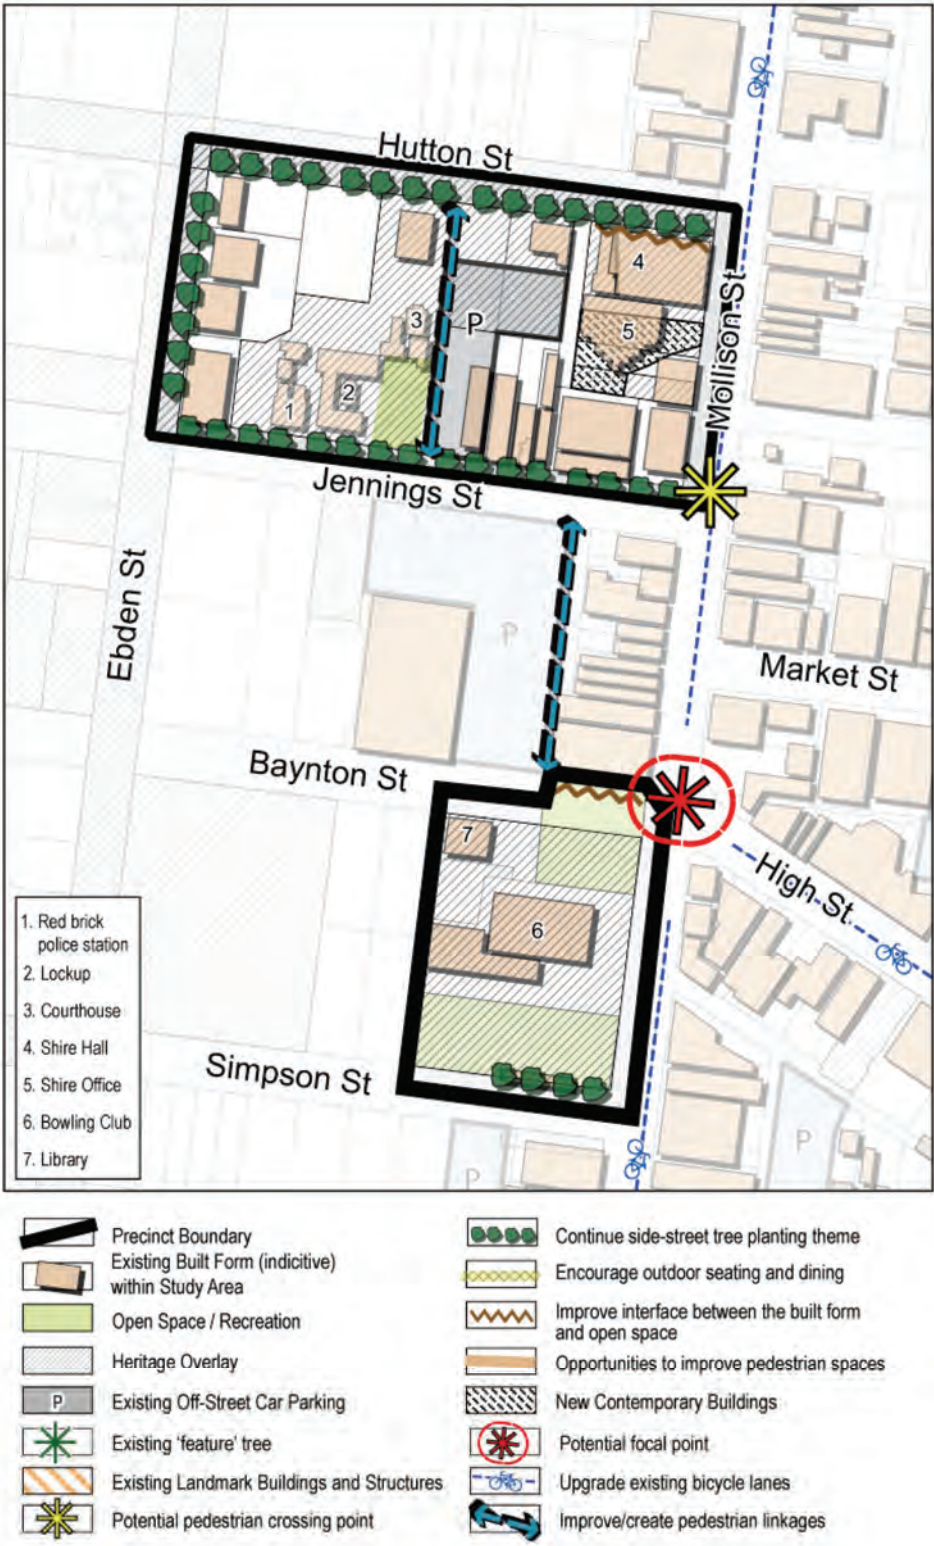 Hutton St
Mollison St
4
3
P
5
2
1
Jennings St
Ebden St
P
Market St
Baynton St
7
High St
6
1. Red brick
police station
2. Lockup
3. Courthouse
4. Shire Hall
5. Shire Office
6. Bowling Club
7. Library
Simpson St
P
P
Precinct Boundary
Existing Built Form (indicitive)
within Study Area
Open Space / Recreation
Heritage Overlay
P
Existing Off-Street Car Parking
Existing 'feature' tree
Existing Landmark Buildings and Structures
Potential pedestrian crossing point
Continue side-street tree planting theme
Encourage outdoor seating and dining
Improve interface between the built form
and open space
Opportunities to improve pedestrian spaces
New Contemporary Buildings
Potential focal point
Upgrade existing bicycle lanes
Improve/create pedestrian linkages